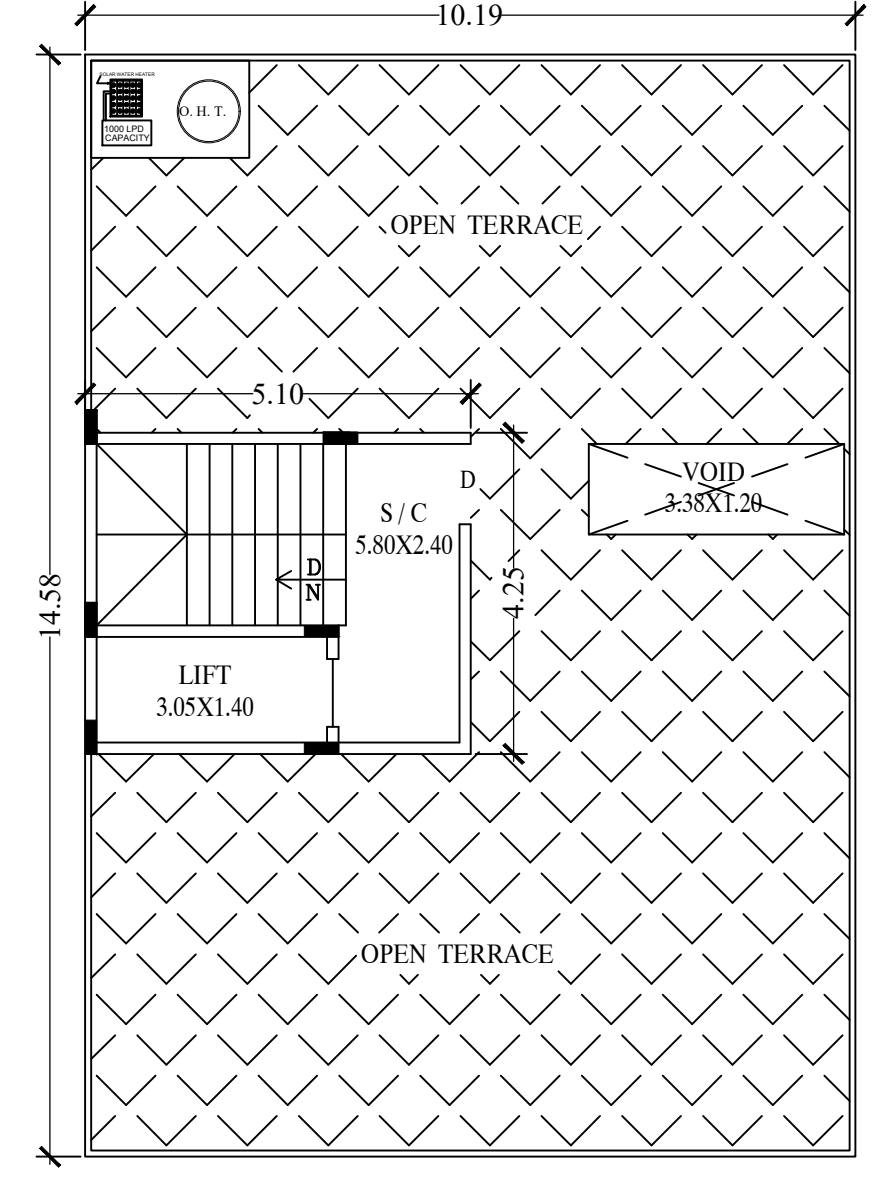 10.19
SOLAR WATER HEATER
1000 LPD
CAPACITY
O. H. T.
OPEN TERRACE
5.10
D
VOID
3.38X1.20
S / C
5.80X2.40
D
N
4.25
14.58
LIFT
3.05X1.40
OPEN TERRACE